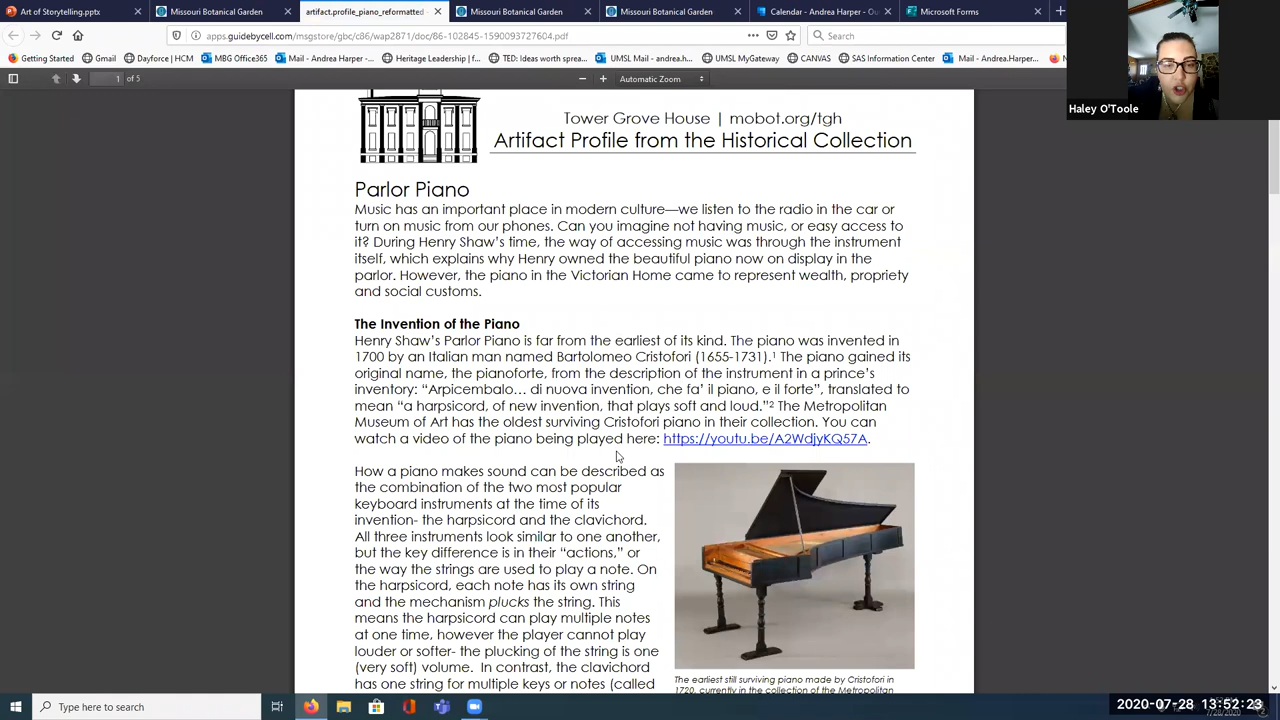 Art of Storytelling.pptx
Missouri Botanical Garden
artifact.profile_piano_reformatted
Missouri Botanical Garden
Missouri Botanical Garden
Calendar - Andrea Harper - Ou
Microsoft Forms
apps.guidebycell.com/msgstore/gbc/c86/wap2871/doc/86-102845-1590093727604.pdf
Search
Getting Started
Gmail
Dayforce | HCM
MBG Office365
Mail - Andrea Harper -...
Heritage Leadership | f...
TED: Ideas worth sprea...
UMSL Mail - andrea.h...
UMSL MyGateway
CANVAS
SAS Information Center
Mail - Andrea.Harper...
1 of 5
Automatic Zoom
Haley O'Toole
Tower Grove House | mobot.org/tgh
Artifact Profile from the Historical Collection
Parlor Piano
Music has an important place in modern culture—we listen to the radio in the car or
turn on music from our phones. Can you imagine not having music, or easy access to
it? During Henry Shaw's time, the way of accessing music was through the instrument
itself, which explains why Henry owned the beautiful piano now on display in the
parlor. However, the piano in the Victorian Home came to represent wealth, propriety
and social customs.
The Invention of the Piano
Henry Shaw's Parlor Piano is far from the earliest of its kind. The piano was invented in
1700 by an Italian man named Bartolomeo Cristofori (1655-1731).¹ The piano gained its
original name, the pianoforte, from the description of the instrument in a prince's
inventory: "Arpicembalo... di nuova invention, che fa' il piano, e il forte", translated to
mean "a harpsicord, of new invention, that plays soft and loud."² The Metropolitan
Museum of Art has the oldest surviving Cristofori piano in their collection. You can
watch a video of the piano being played here: https://youtu.be/A2WdjyKQ57A.
How a piano makes sound can be described as
the combination of the two most popular
keyboard instruments at the time of its
invention- the harpsicord and the clavichord.
All three instruments look similar to one another,
but the key difference is in their "actions," or
the way the strings are used to play a note. On
the harpsicord, each note has its own string
and the mechanism plucks the string. This
means the harpsicord can play multiple notes
at one time, however the player cannot play
louder or softer- the plucking of the string is one
(very soft) volume. In contrast, the clavichord
has one string for multiple keys or notes (called
The earliest still surviving piano made by Cristofori in
1720, currently in the collection of the Metropolitan
Type here to search
2020-07-28 13:52:23